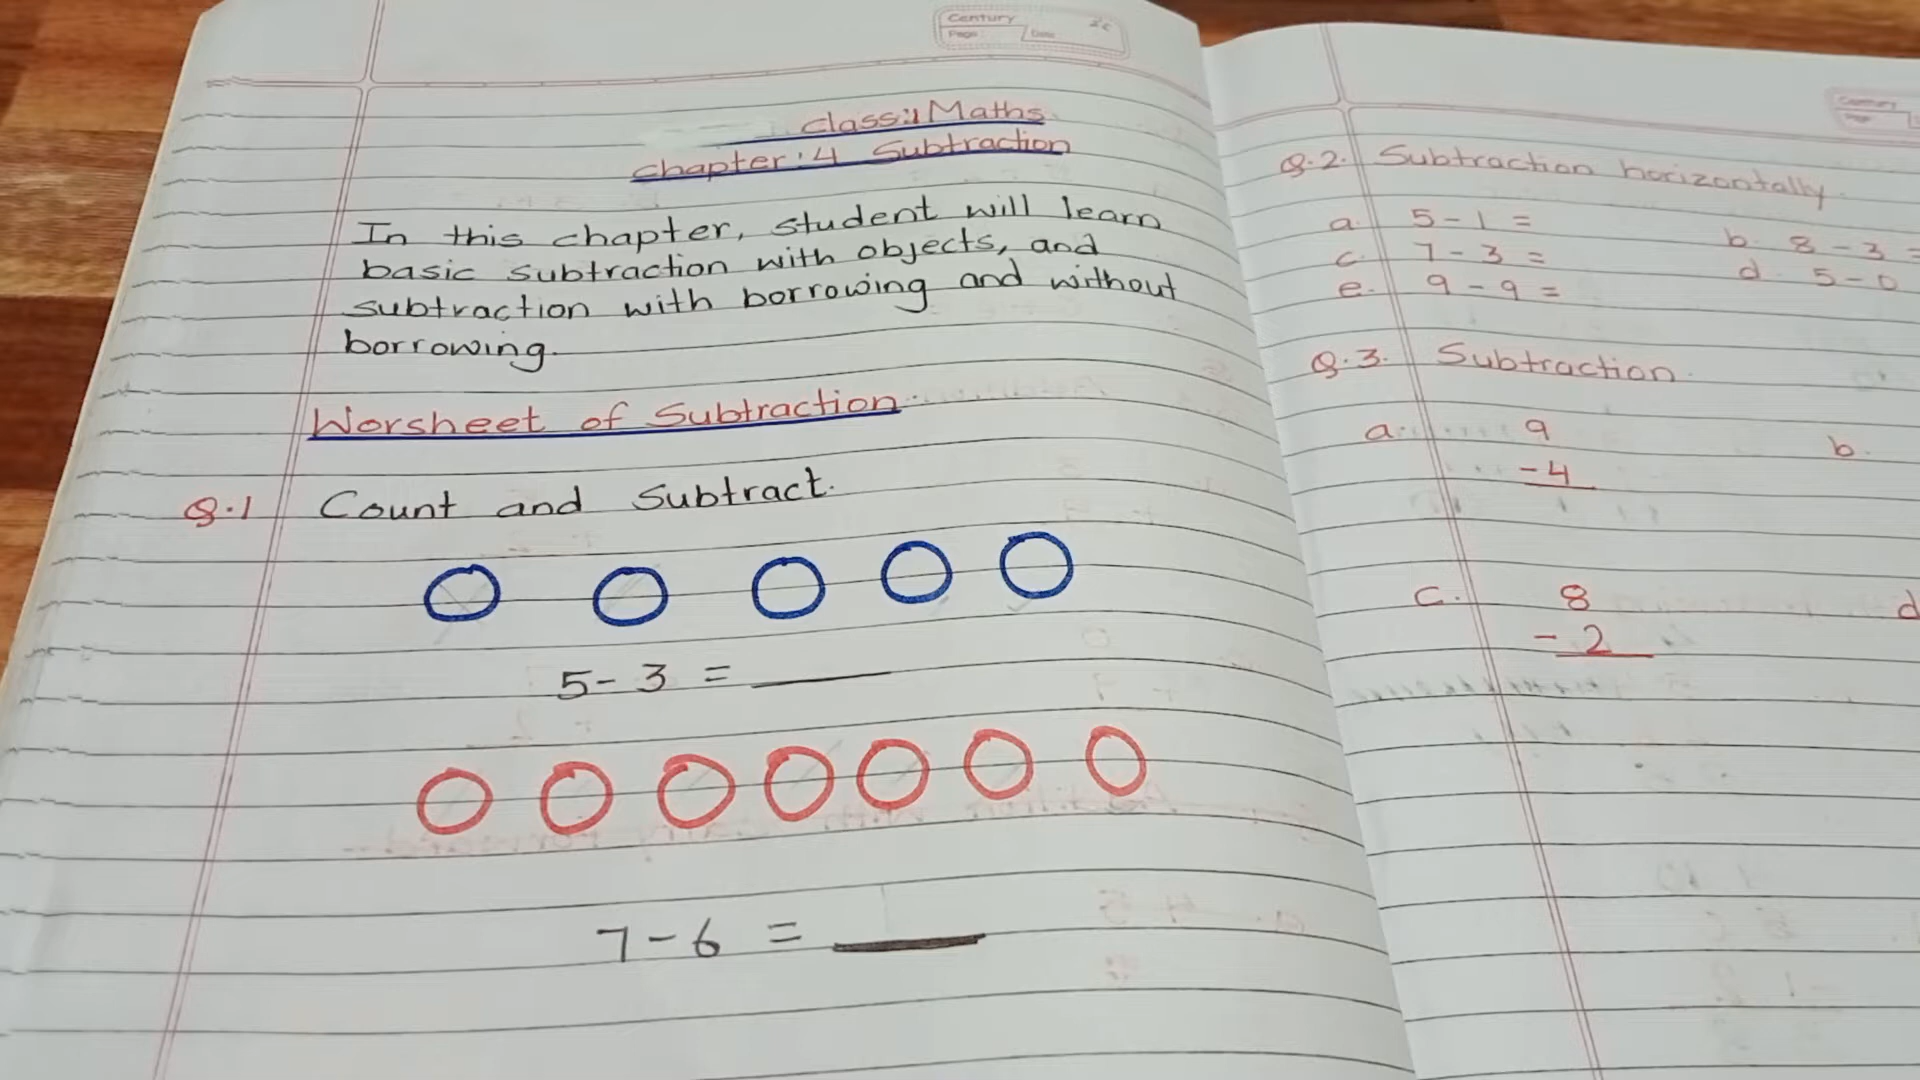 Century
Page: Date
Class:1 Maths
Chapter:4 Subtraction
In this chapter, student will learn
basic subtraction with objects, and
subtraction with borrowing and without
borrowing.
Worsheet of Subtraction
Q.1 Count and Subtract.
5 - 3 =
7 - 6 =
Q.2. Subtraction horizontally.
a. 5 - 1 = b. 8 - 3 =
c. 7 - 3 = d. 5 - 0
e. 9 - 9 =
Q.3. Subtraction.
a. 9 b.
- 4
c. 8 d
- 2